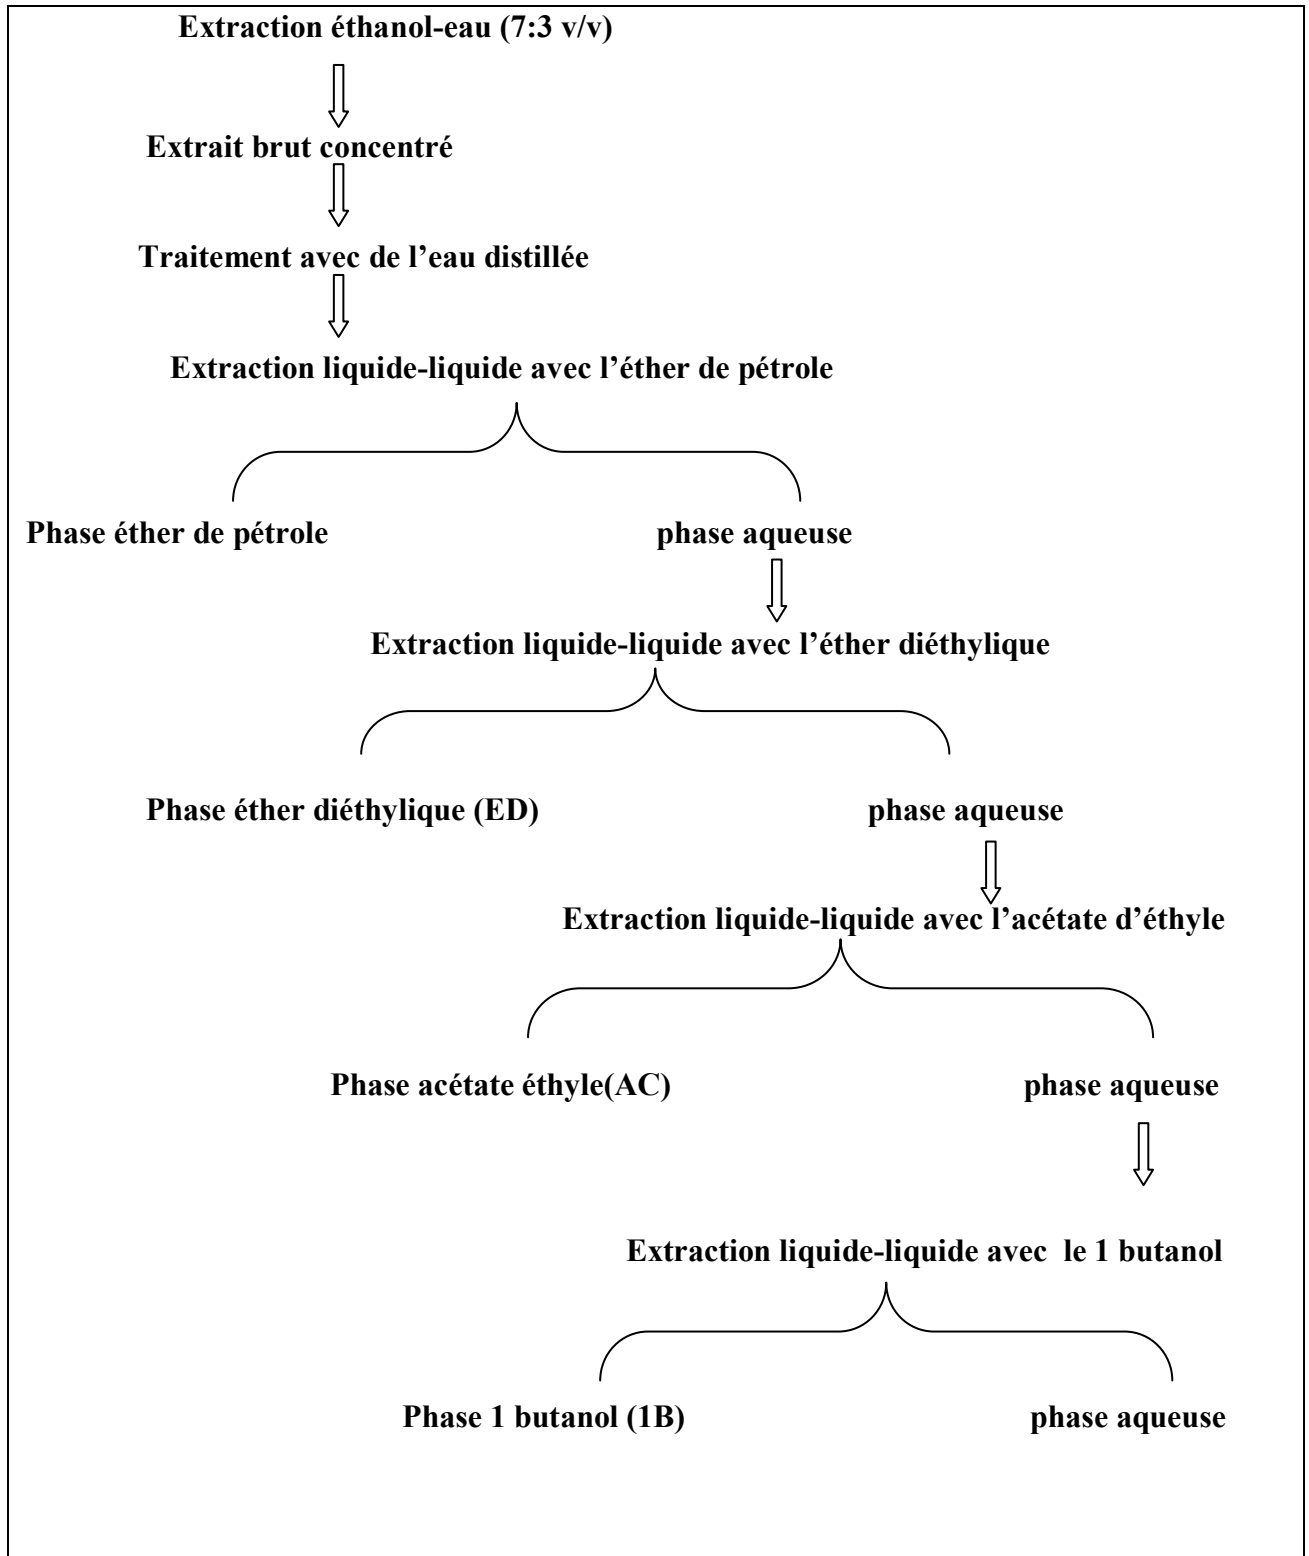 Extraction éthanol-eau (7:3 v/v)
Extrait brut concentré
Traitement avec de l’eau distillée
Extraction liquide-liquide avec l’éther de pétrole
Phase éther de pétrole phase aqueuse
Extraction liquide-liquide avec l’éther diéthylique
Phase éther diéthylique (ED) phase aqueuse
Extraction liquide-liquide avec l’acétate d’éthyle
Phase acétate éthyle(AC) phase aqueuse
Extraction liquide-liquide avec le 1 butanol
Phase 1 butanol (1B) phase aqueuse